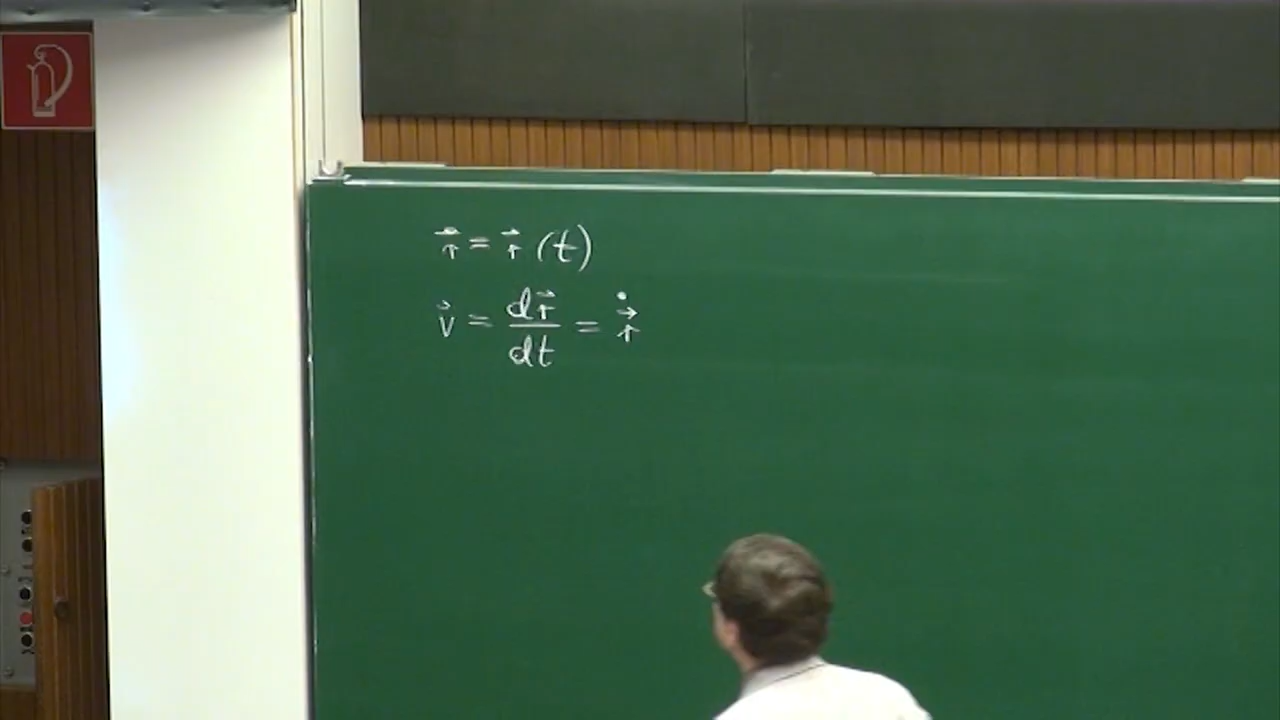 r⃗ = r⃗ (t)
v⃗ = dr⃗/dt = ṙ⃗